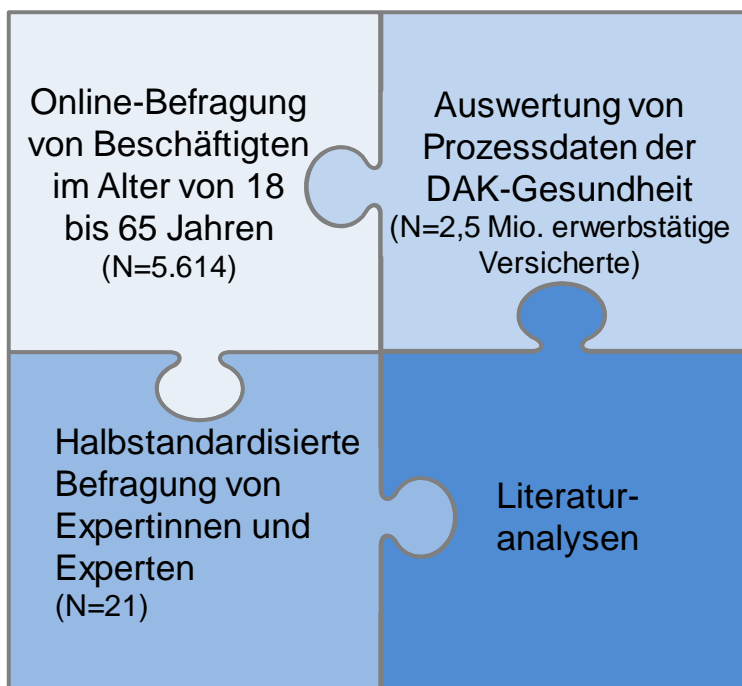 Online-Befragung
von Beschäftigten
im Alter von 18
bis 65 Jahren
(N=5.614)
Auswertung von
Prozessdaten der
DAK-Gesundheit
(N=2,5 Mio. erwerbstätige
Versicherte)
Halbstandardisierte
Befragung von
Expertinnen und
Experten
(N=21)
Literatur-
analysen